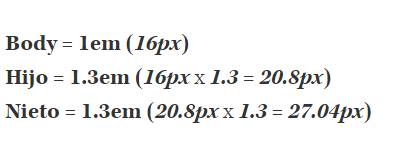 Body = 1em (16px)
Hijo = 1.3em (16px x 1.3 = 20.8px)
Nieto = 1.3em (20.8px x 1.3 = 27.04px)